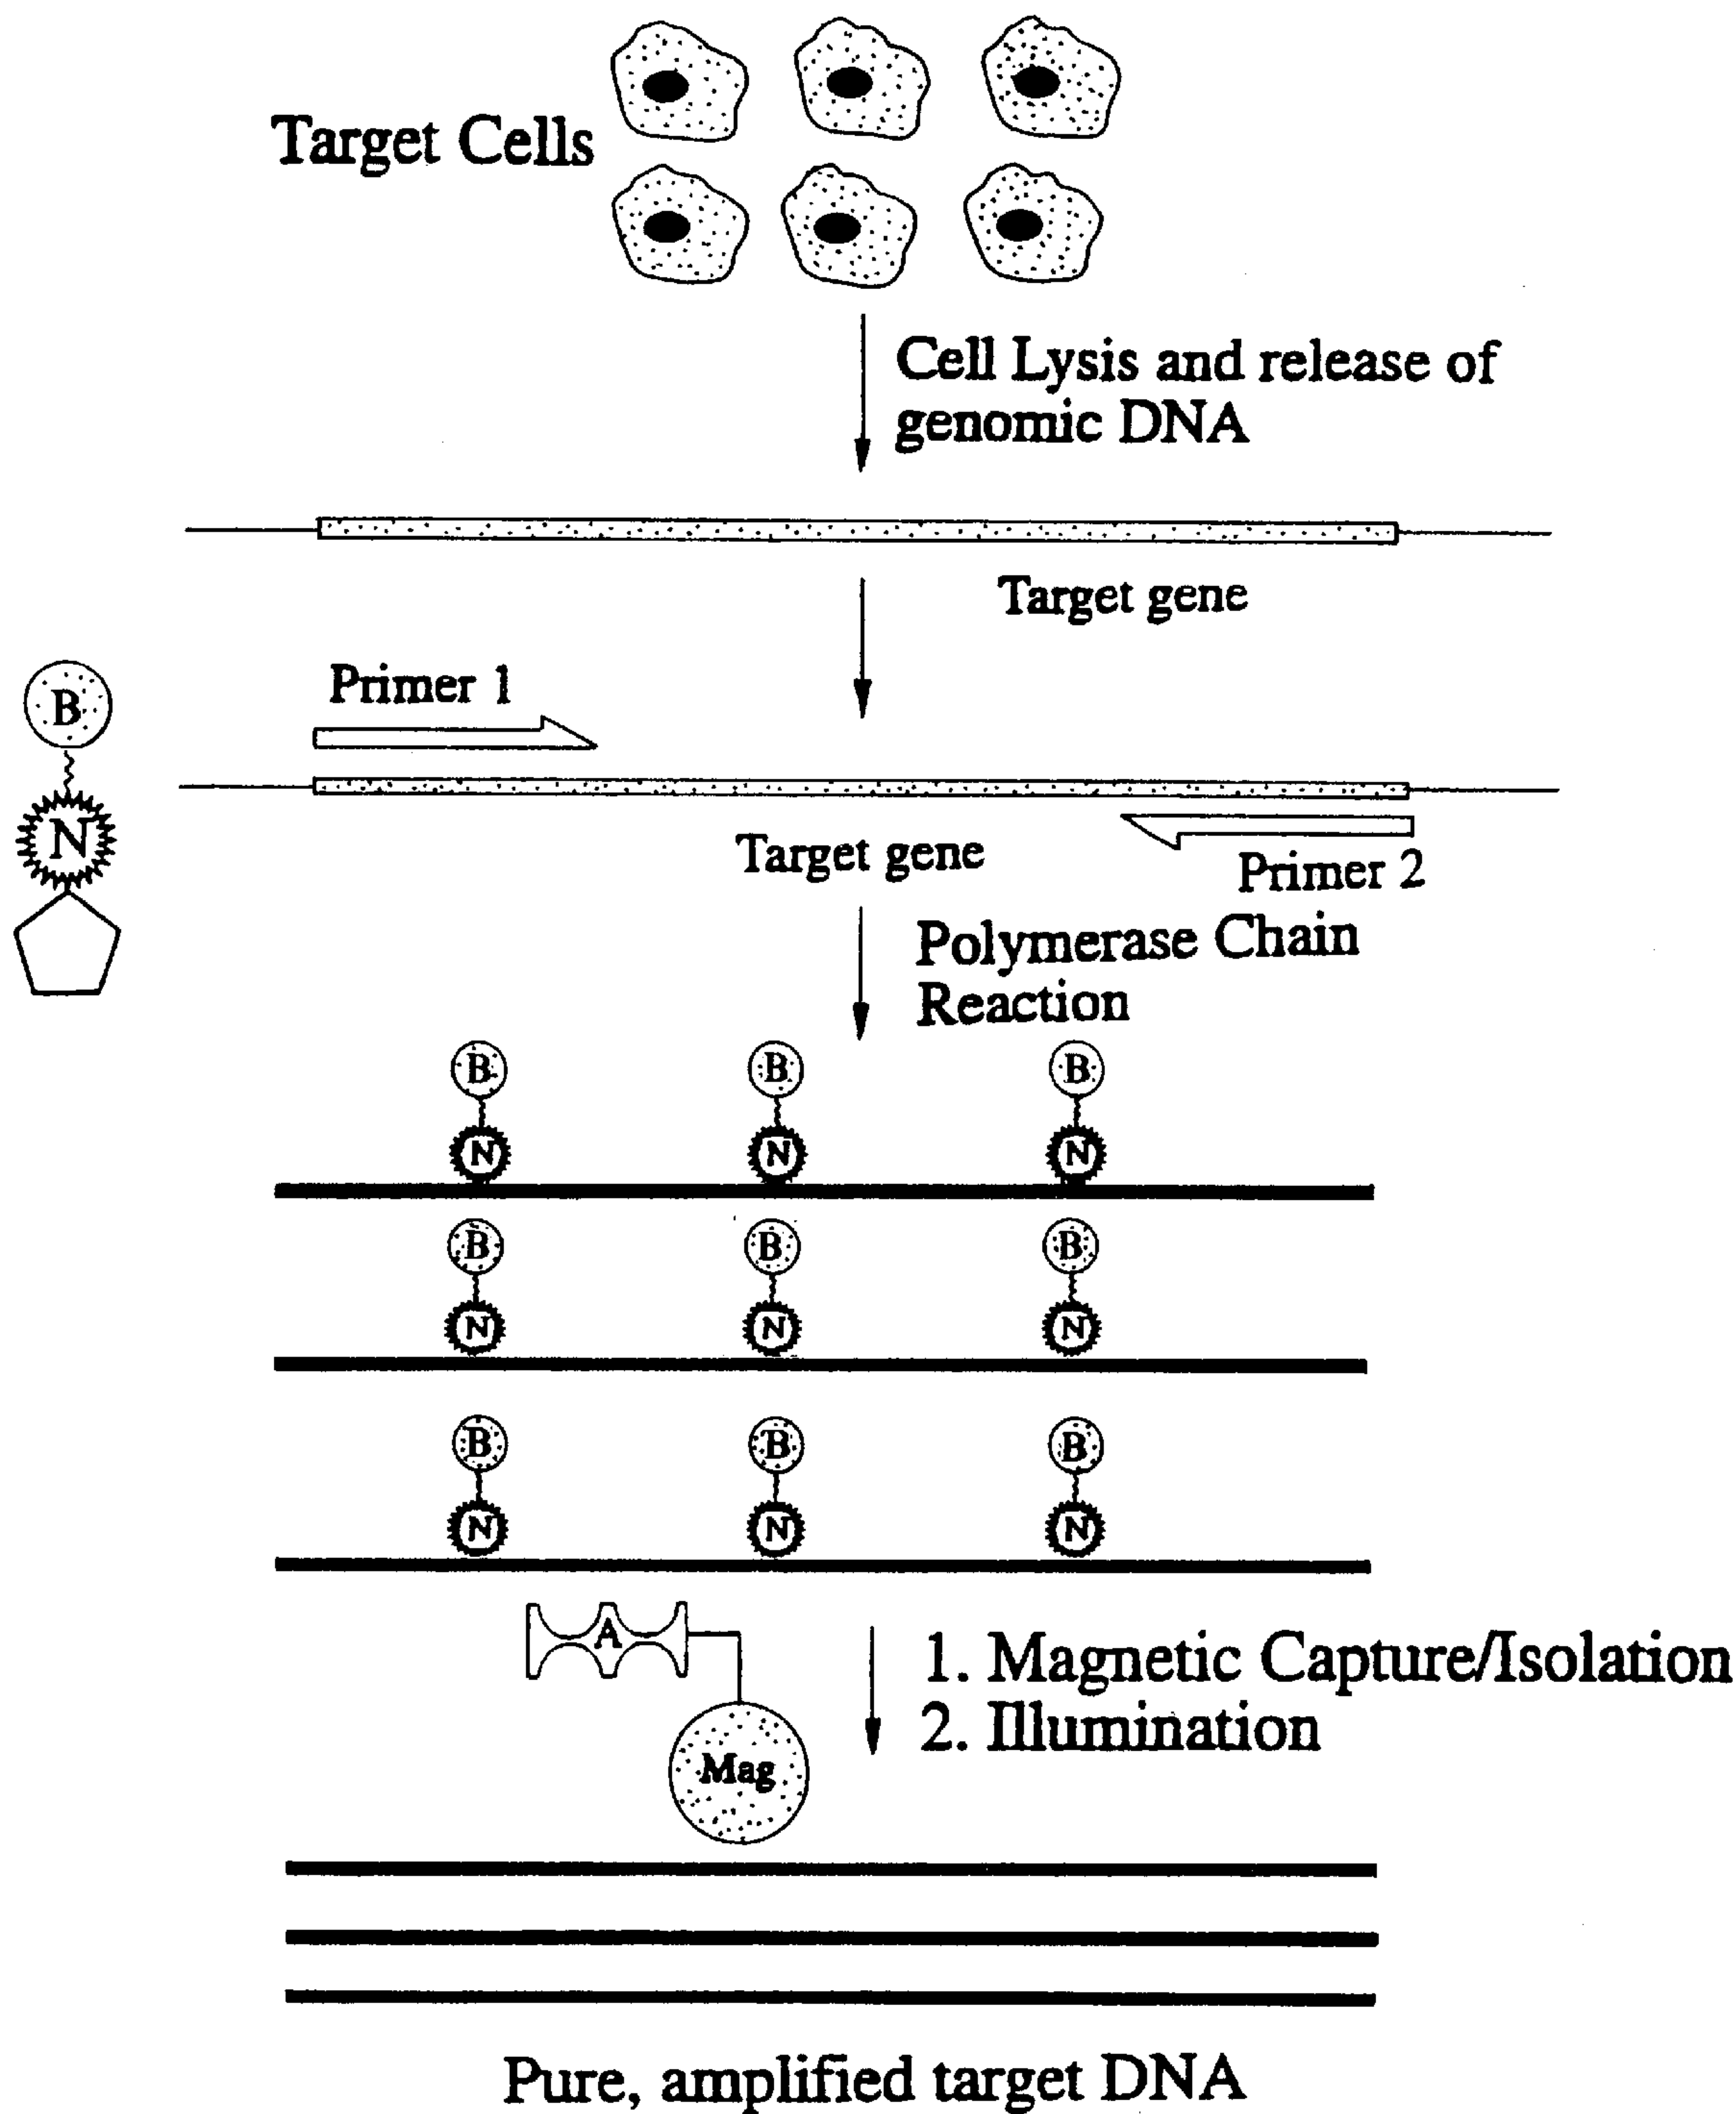 Target Cells
Cell Lysis and release of
genomic DNA
Target gene
Primer 1
B
N
Target gene
Primer 2
Polymerase Chain
Reaction
B B B
N N N
B B B
N N N
B B B
N N N
A
1. Magnetic Capture/Isolation
2. Illumination
Mag
Pure, amplified target DNA